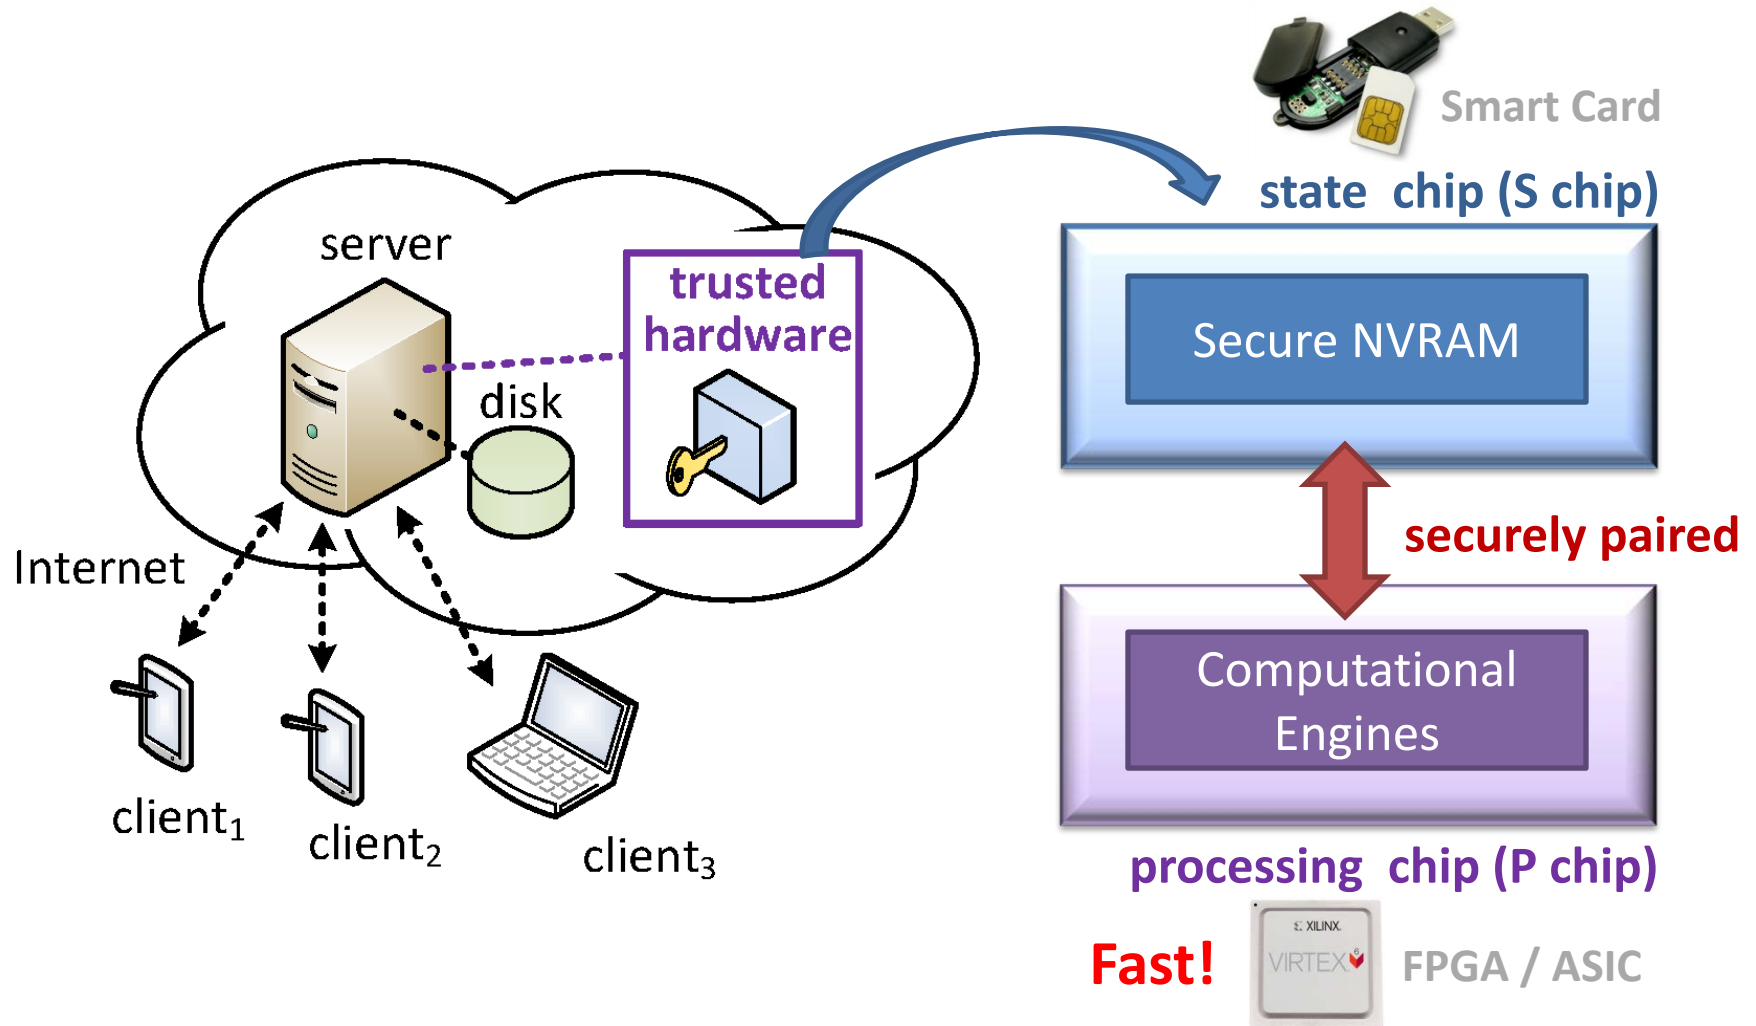 Smart Card
state chip (S chip)
server
trusted
hardware
Secure NVRAM
disk
securely paired
Internet
Computational
Engines
client1
client2
client3
processing chip (P chip)
Fast!
XILINX
VIRTEX 6
FPGA / ASIC